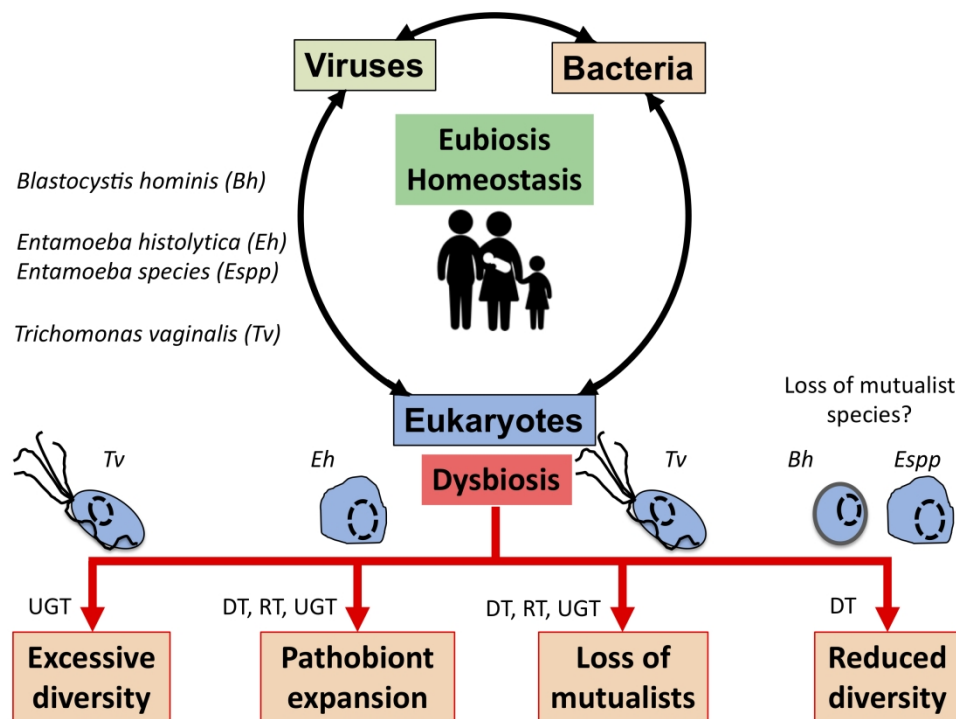 Viruses
Bacteria
Eubiosis
Homeostasis
Blastocystis hominis (Bh)
Entamoeba histolytica (Eh)
Entamoeba species (Espp)
Trichomonas vaginalis (Tv)
Eukaryotes
Loss of mutualist
species?
Tv
Eh
Dysbiosis
Tv
Bh
Espp
UGT
DT, RT, UGT
DT, RT, UGT
DT
Excessive
diversity
Pathobiont
expansion
Loss of
mutualists
Reduced
diversity